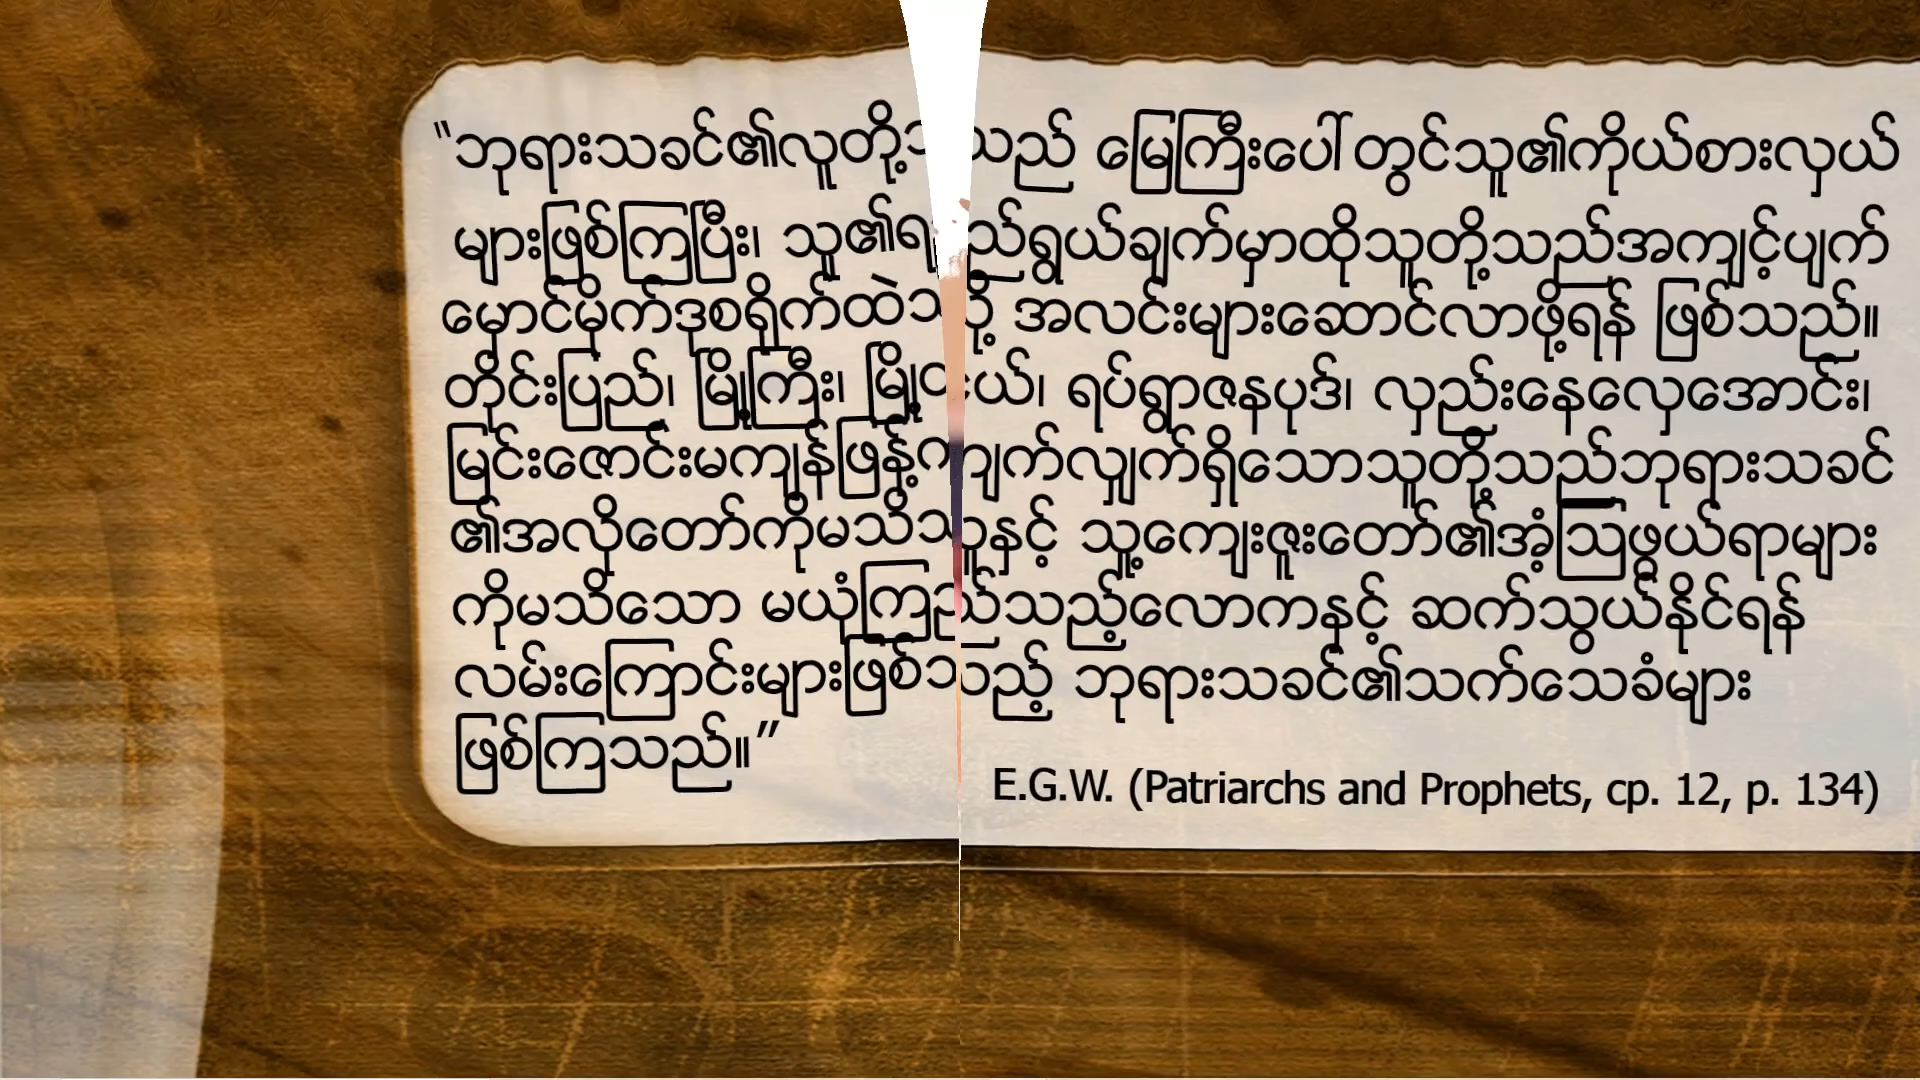 “ဘုရားသခင်၏လူတို့သည် မြေကြီးပေါ်တွင်သူ၏ကိုယ်စားလှယ်
များဖြစ်ကြပြီး၊ သူ၏ရည်ရွယ်ချက်မှာထိုသူတို့သည်အကျင့်ပျက်
မှောင်မိုက်ဒုစရိုက်ထဲသို့ အလင်းများဆောင်လာဖို့ရန် ဖြစ်သည်။
တိုင်းပြည်၊ မြို့ကြီး၊ မြို့ငယ်၊ ရပ်ရွာဇနပုဒ်၊ လှည်းနေလှေအောင်း၊
မြင်းဇောင်းမကျန်ဖြန့်ကျက်လျှက်ရှိသောသူတို့သည်ဘုရားသခင်
၏အလိုတော်ကိုမသိသူနှင့် သူ့ကျေးဇူးတော်၏အံ့ဩဖွယ်ရာများ
ကိုမသိသော မယုံကြည်သည့်လောကနှင့် ဆက်သွယ်နိုင်ရန်
လမ်းကြောင်းများဖြစ်သည့် ဘုရားသခင်၏သက်သေခံများ
ဖြစ်ကြသည်။”
E.G.W. (Patriarchs and Prophets, cp. 12, p. 134)